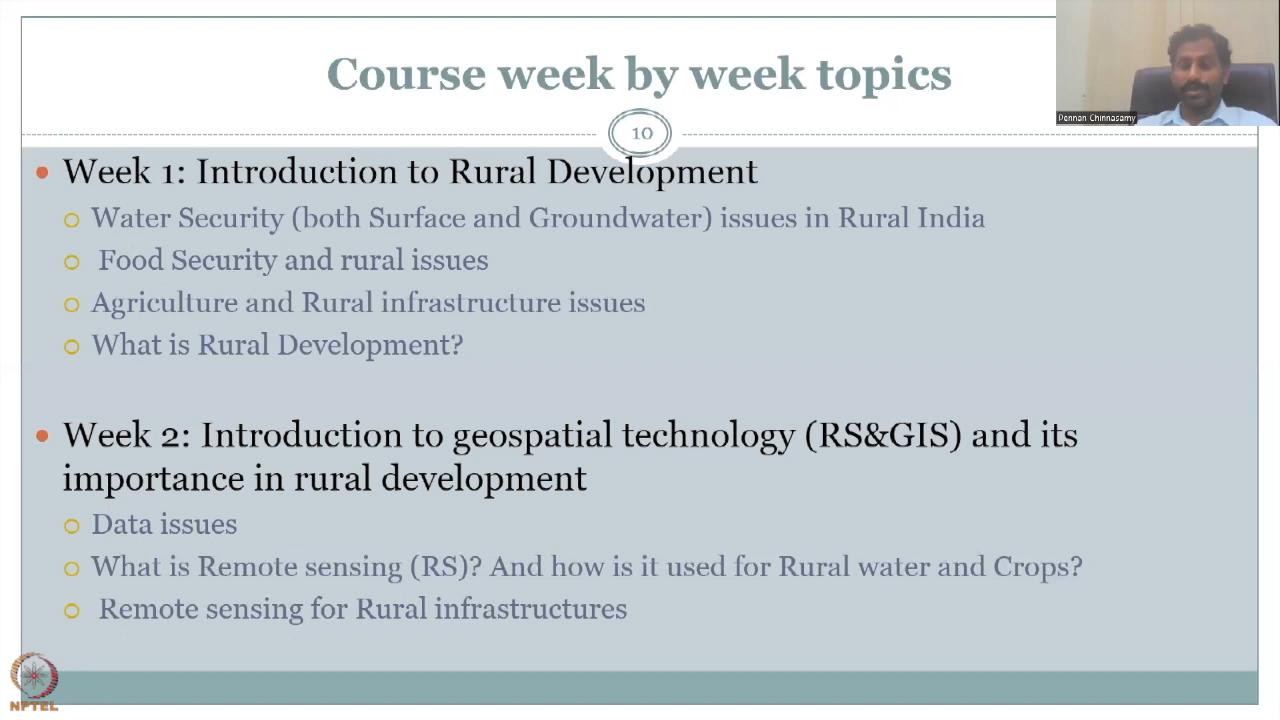 Course week by week topics
Pennan Chinnasamy
10
Week 1: Introduction to Rural Development
Water Security (both Surface and Groundwater) issues in Rural India
Food Security and rural issues
Agriculture and Rural infrastructure issues
What is Rural Development?
Week 2: Introduction to geospatial technology (RS&GIS) and its
importance in rural development
Data issues
What is Remote sensing (RS)? And how is it used for Rural water and Crops?
Remote sensing for Rural infrastructures
NPTEL